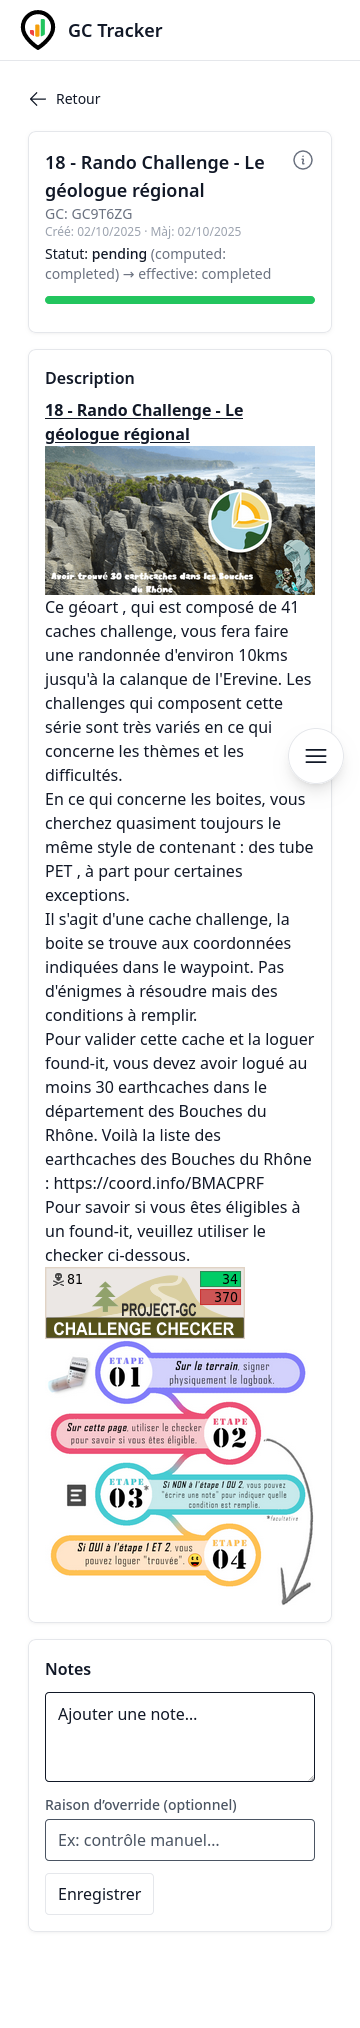 GC Tracker
Retour
18 - Rando Challenge - Le
géologue régional
GC: GC9T6ZG
Créé: 02/10/2025 · Màj: 02/10/2025
Statut: pending (computed:
completed) → effective: completed
Description
18 - Rando Challenge - Le
géologue régional
Avoir trouvé 30 earthcaches dans les Bouches
du Rhône
Ce géoart , qui est composé de 41
caches challenge, vous fera faire
une randonnée d'environ 10kms
jusqu'à la calanque de l'Erevine. Les
challenges qui composent cette
série sont très variés en ce qui
concerne les thèmes et les
difficultés.
En ce qui concerne les boites, vous
cherchez quasiment toujours le
même style de contenant : des tube
PET , à part pour certaines
exceptions.
Il s'agit d'une cache challenge, la
boite se trouve aux coordonnées
indiquées dans le waypoint. Pas
d'énigmes à résoudre mais des
conditions à remplir.
Pour valider cette cache et la loguer
found-it, vous devez avoir logué au
moins 30 earthcaches dans le
département des Bouches du
Rhône. Voilà la liste des
earthcaches des Bouches du Rhône
: https://coord.info/BMACPRF
Pour savoir si vous êtes éligibles à
un found-it, veuillez utiliser le
checker ci-dessous.
81
34
370
PROJECT-GC
CHALLENGE CHECKER
ETAPE
01
Sur le terrain, signer
physiquement le logbook.
Sur cette page, utiliser le checker
pour savoir si vous êtes éligible.
ETAPE
02
ETAPE
03*
Si NON à l'étape 1 OU 2, vous pouvez
"écrire une note" pour indiquer quelle
condition est remplie.
*facultative
Si OUI à l'étape 1 ET 2, vous
pouvez loguer "trouvée". 😃
ETAPE
04
Notes
Ajouter une note...
Raison d’override (optionnel)
Ex: contrôle manuel...
Enregistrer